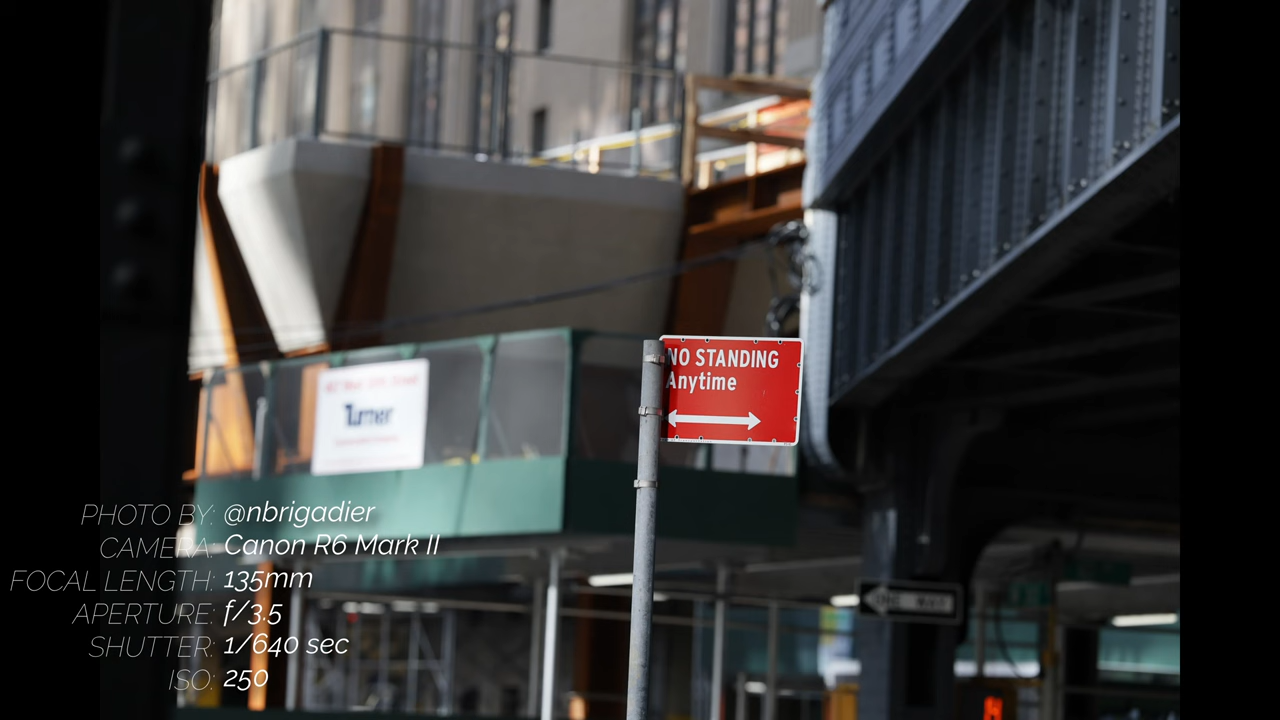 NO STANDING
Anytime
Turner
PHOTO BY: @nbrigadier
CAMERA: Canon R6 Mark II
FOCAL LENGTH: 135mm
APERTURE: f/3.5
SHUTTER: 1/640 sec
ISO: 250
ONE WAY